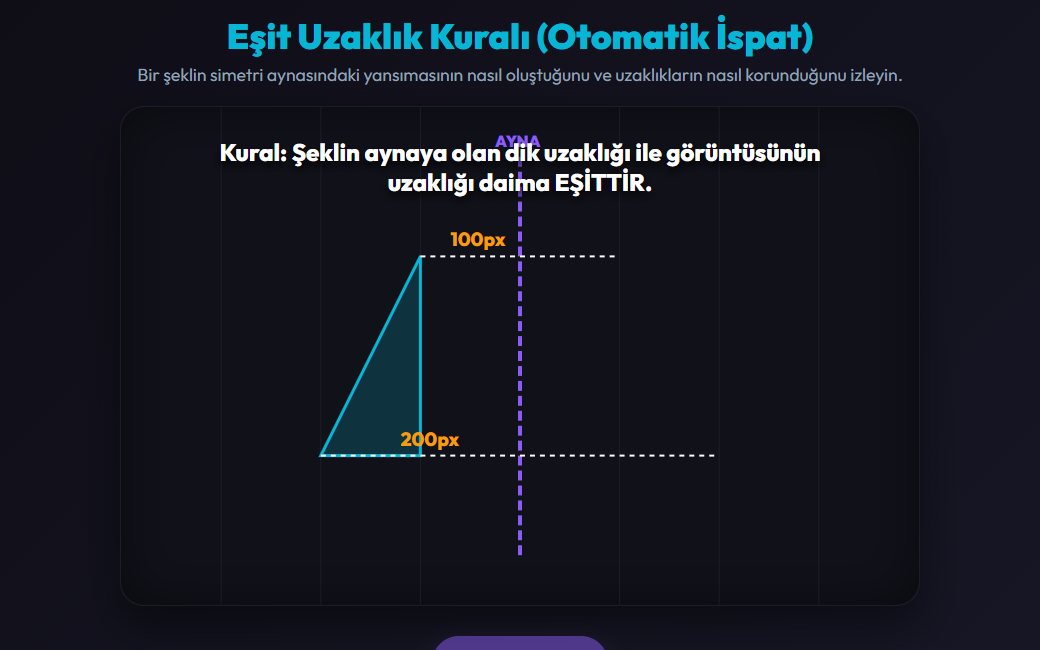 Eşit Uzaklık Kuralı (Otomatik İspat)
Bir şeklin simetri aynasındaki yansımasının nasıl oluştuğunu ve uzaklıkların nasıl korunduğunu izleyin.
AYNA
Kural: Şeklin aynaya olan dik uzaklığı ile görüntüsünün
uzaklığı daima EŞİTTİR.
100px
200px